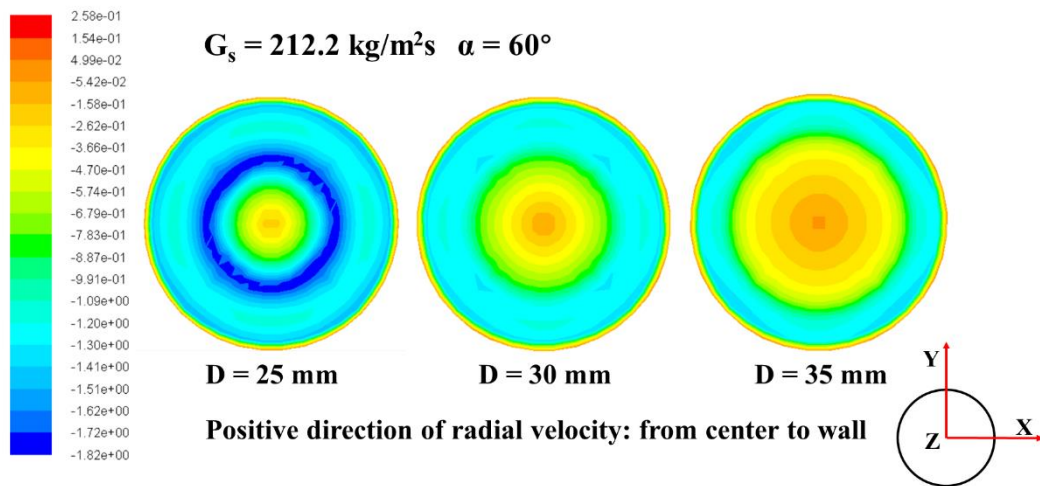 2.58e-01
1.54e-01
4.99e-02
-5.42e-02
-1.58e-01
-2.62e-01
-3.66e-01
-4.70e-01
-5.74e-01
-6.79e-01
-7.83e-01
-8.87e-01
-9.91e-01
-1.09e+00
-1.20e+00
-1.30e+00
-1.41e+00
-1.51e+00
-1.62e+00
-1.72e+00
-1.82e+00
Gₛ = 212.2 kg/m²s α = 60°
D = 25 mm
D = 30 mm
D = 35 mm
Positive direction of radial velocity: from center to wall
Y
Z
X